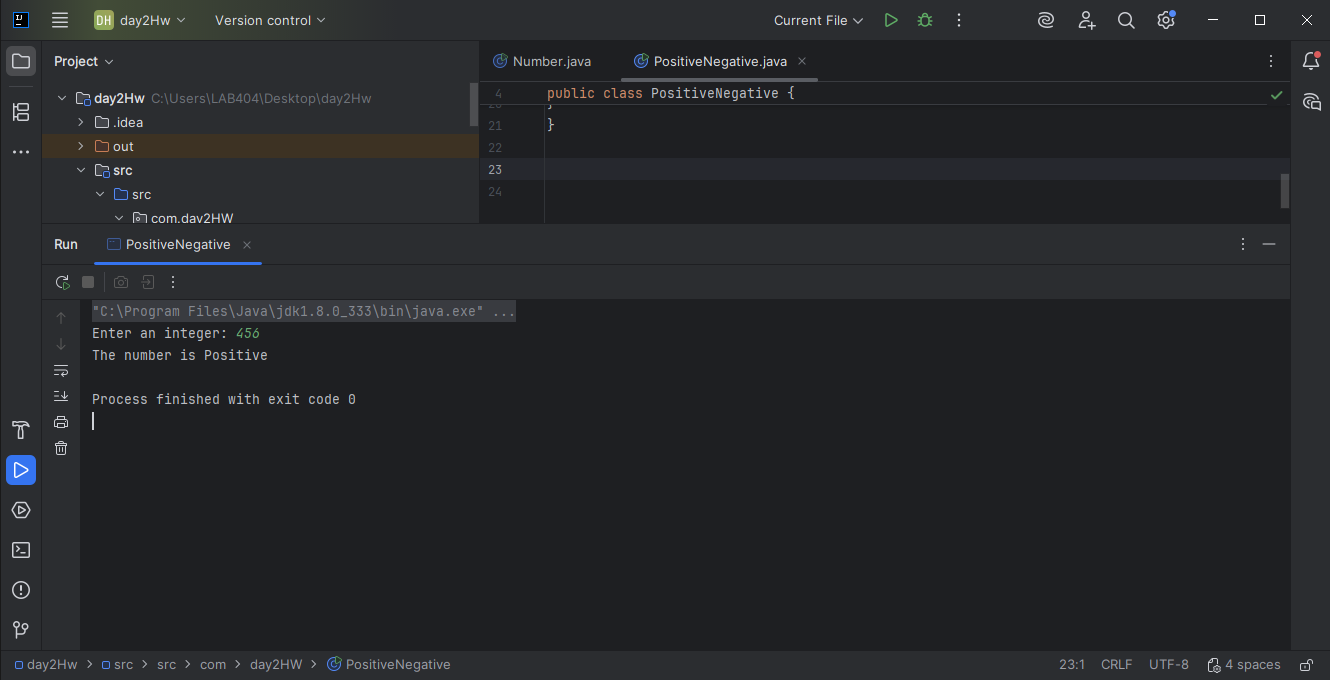 DH day2Hw Version control Current File
Project
Number.java PositiveNegative.java
day2Hw C:\Users\LAB404\Desktop\day2Hw
.idea
out
src
src
com.day2HW
4 public class PositiveNegative {
20 }
21 }
22
23
24
Run PositiveNegative
"C:\Program Files\Java\jdk1.8.0_333\bin\java.exe" ...
Enter an integer: 456
The number is Positive
Process finished with exit code 0
day2Hw > src > src > com > day2HW > PositiveNegative 23:1 CRLF UTF-8 4 spaces